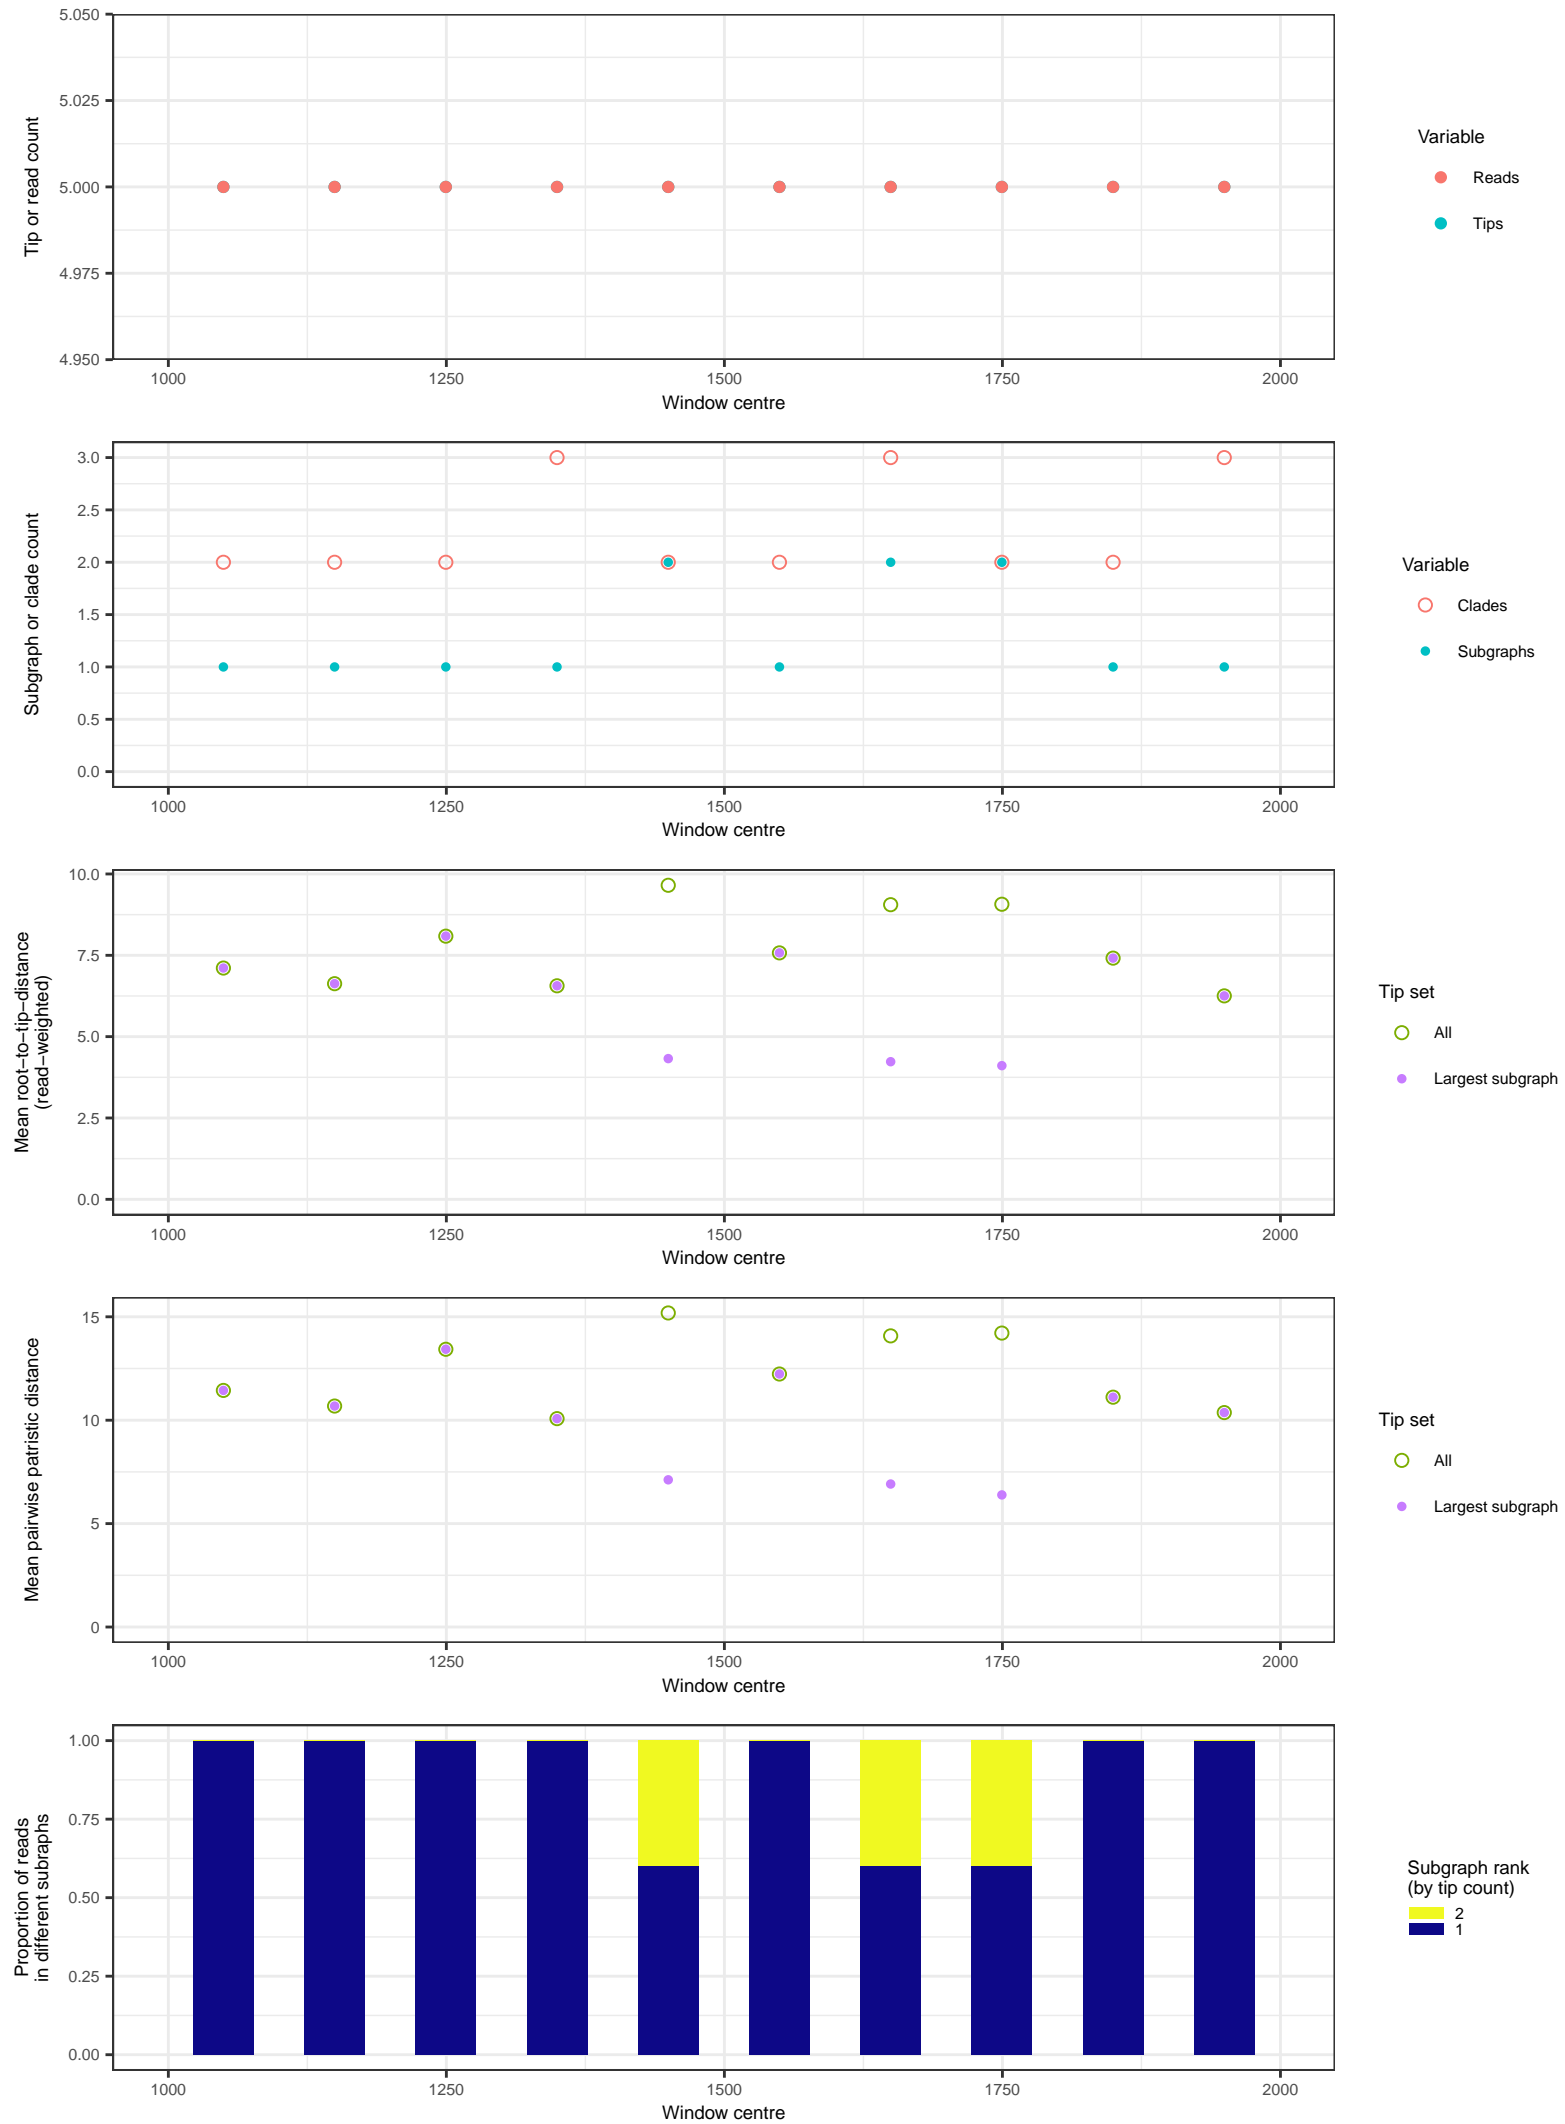 5.050
5.025
5.000
4.975
4.950
Tip or read count
1000 1250 1500 1750 2000
Window centre
Variable
Reads
Tips
3.0
2.5
2.0
1.5
1.0
0.5
0.0
Subgraph or clade count
1000 1250 1500 1750 2000
Window centre
Variable
Clades
Subgraphs
10.0
7.5
5.0
2.5
0.0
Mean root−to−tip−distance
(read−weighted)
1000 1250 1500 1750 2000
Window centre
Tip set
All
Largest subgraph
15
10
5
0
Mean pairwise patristic distance
1000 1250 1500 1750 2000
Window centre
Tip set
All
Largest subgraph
1.00
0.75
0.50
0.25
0.00
Proportion of reads
in different subraphs
1000 1250 1500 1750 2000
Window centre
Subgraph rank
(by tip count)
2
1